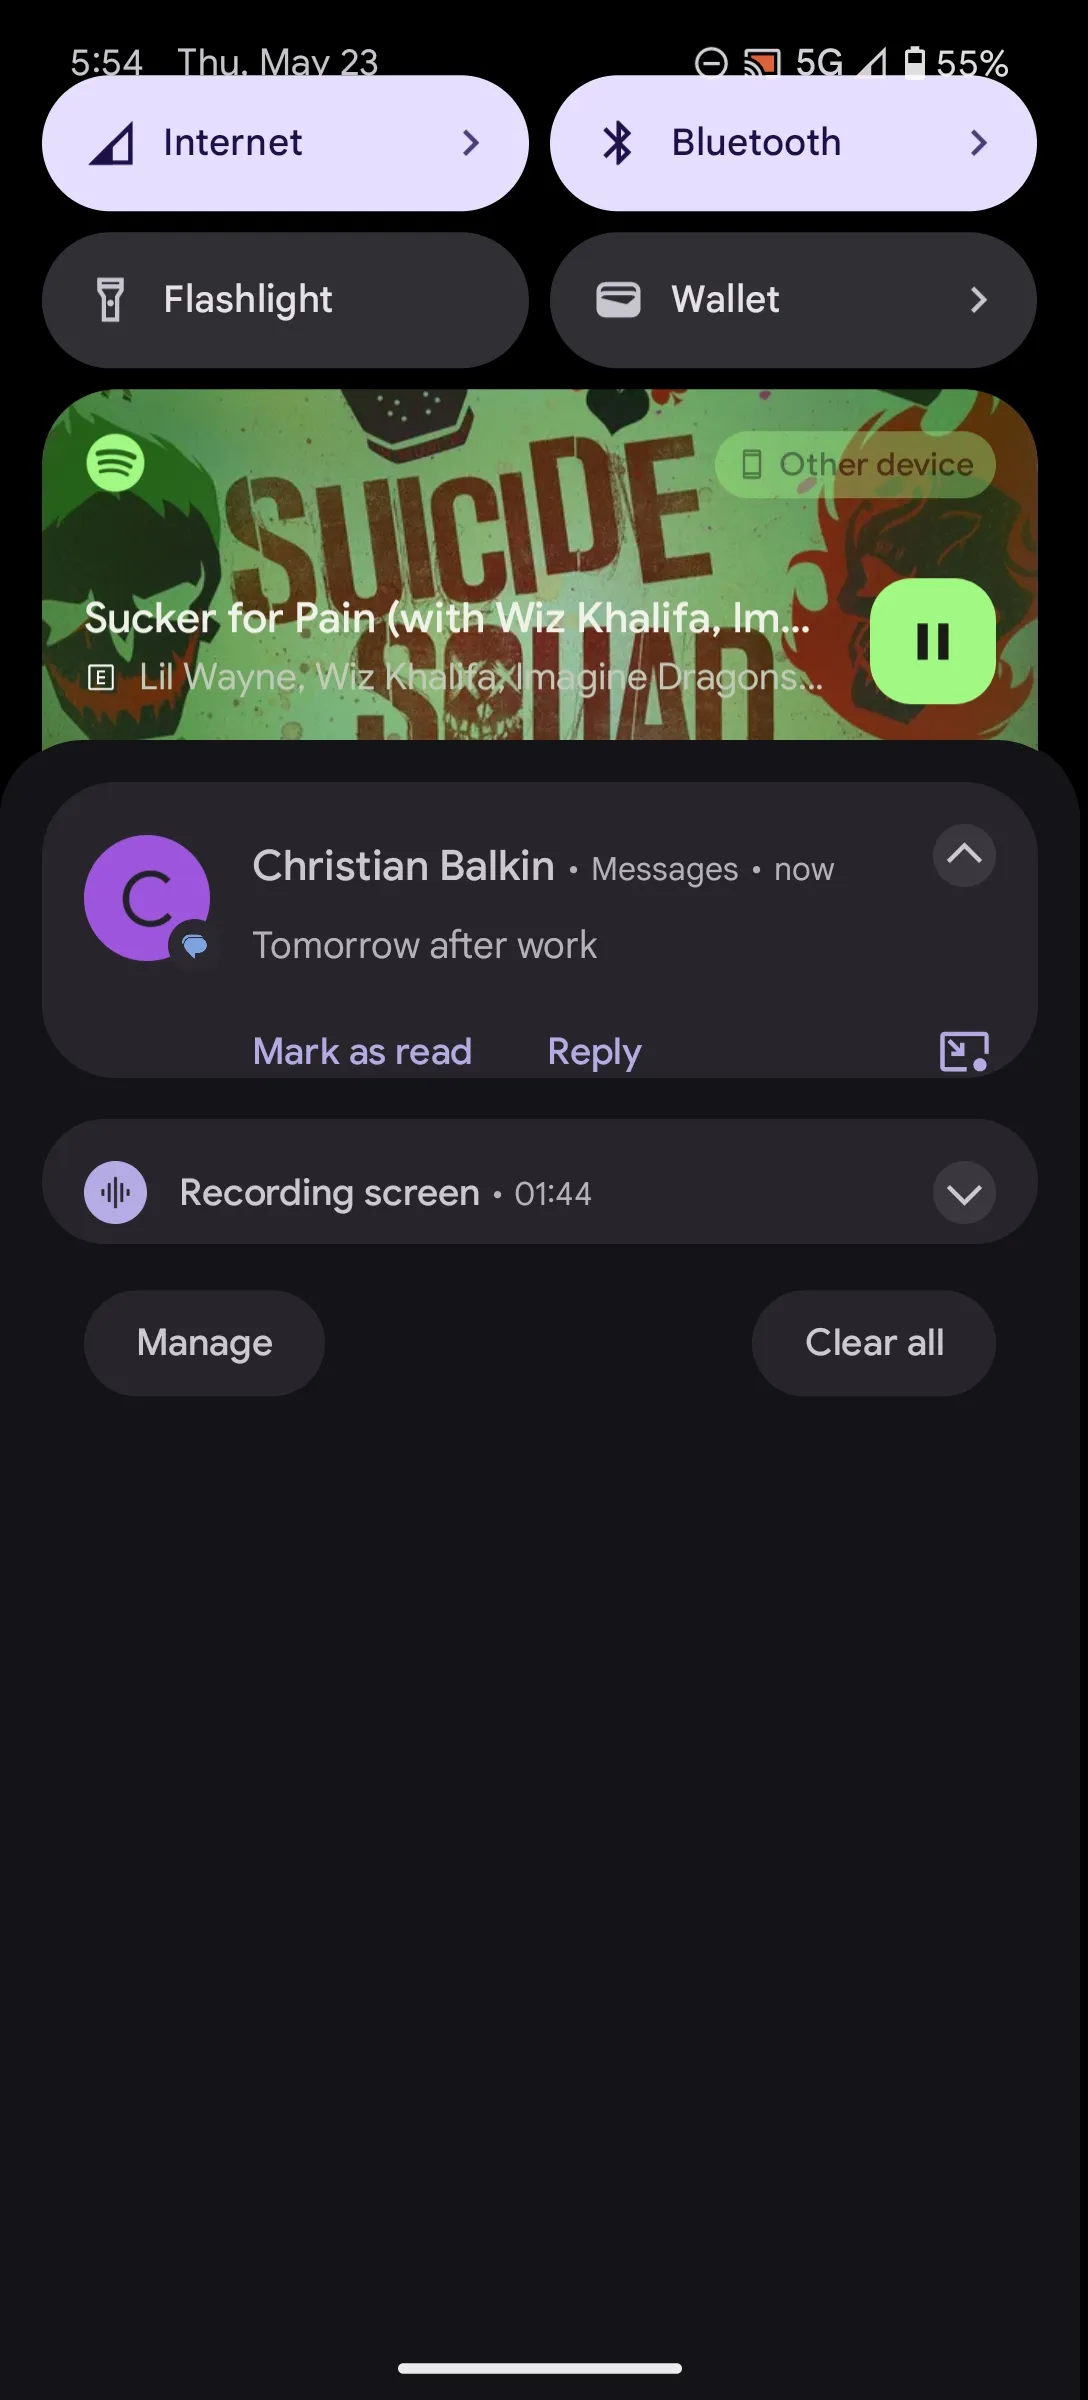 5:54 Thu, May 23 5G 55%
Internet Bluetooth
Flashlight Wallet
SUICIDE
SQUAD
Other device
Sucker for Pain (with Wiz Khalifa, Im...
E Lil Wayne, Wiz Khalifa, Imagine Dragons...
C
Christian Balkin • Messages • now
Tomorrow after work
Mark as read Reply
Recording screen • 01:44
Manage Clear all